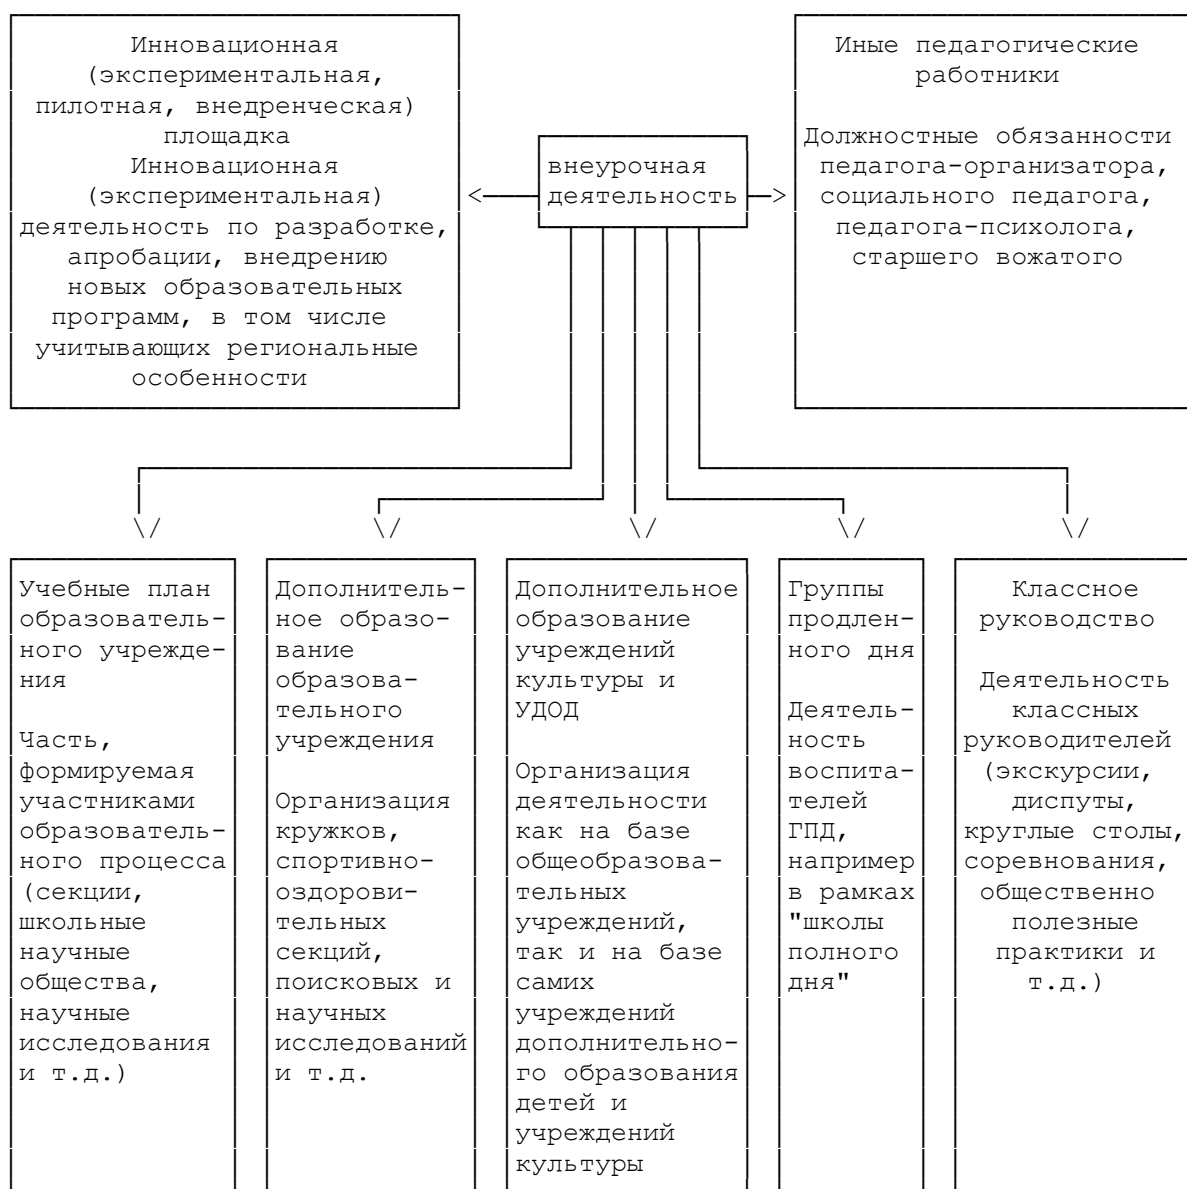 Инновационная
(экспериментальная,
пилотная, внедренческая)
площадка
Инновационная
(экспериментальная)
деятельность по разработке,
апробации, внедрению
новых образовательных
программ, в том числе
учитывающих региональные
особенности
внеурочная
деятельность
Иные педагогические
работники
Должностные обязанности
педагога-организатора,
социального педагога,
педагога-психолога,
старшего вожатого
Учебные план
образователь-
ного учрежде-
ния
Часть,
формируемая
участниками
образователь-
ного процесса
(секции,
школьные
научные
общества,
научные
исследования
и т.д.)
Дополнитель-
ное образо-
вание
образова-
тельного
учреждения
Организация
кружков,
спортивно-
оздорови-
тельных
секций,
поисковых и
научных
исследований
и т.д.
Дополнительное
образование
учреждений
культуры и
УДОД
Организация
деятельности
как на базе
общеобразова-
тельных
учреждений,
так и на базе
самих
учреждений
дополнительно-
го образования
детей и
учреждений
культуры
Группы
продлен-
ного дня
Деятель-
ность
воспита-
телей
ГПД,
например
в рамках
"школы
полного
дня"
Классное
руководство
Деятельность
классных
руководителей
(экскурсии,
диспуты,
круглые столы,
соревнования,
общественно
полезные
практики и
т.д.)